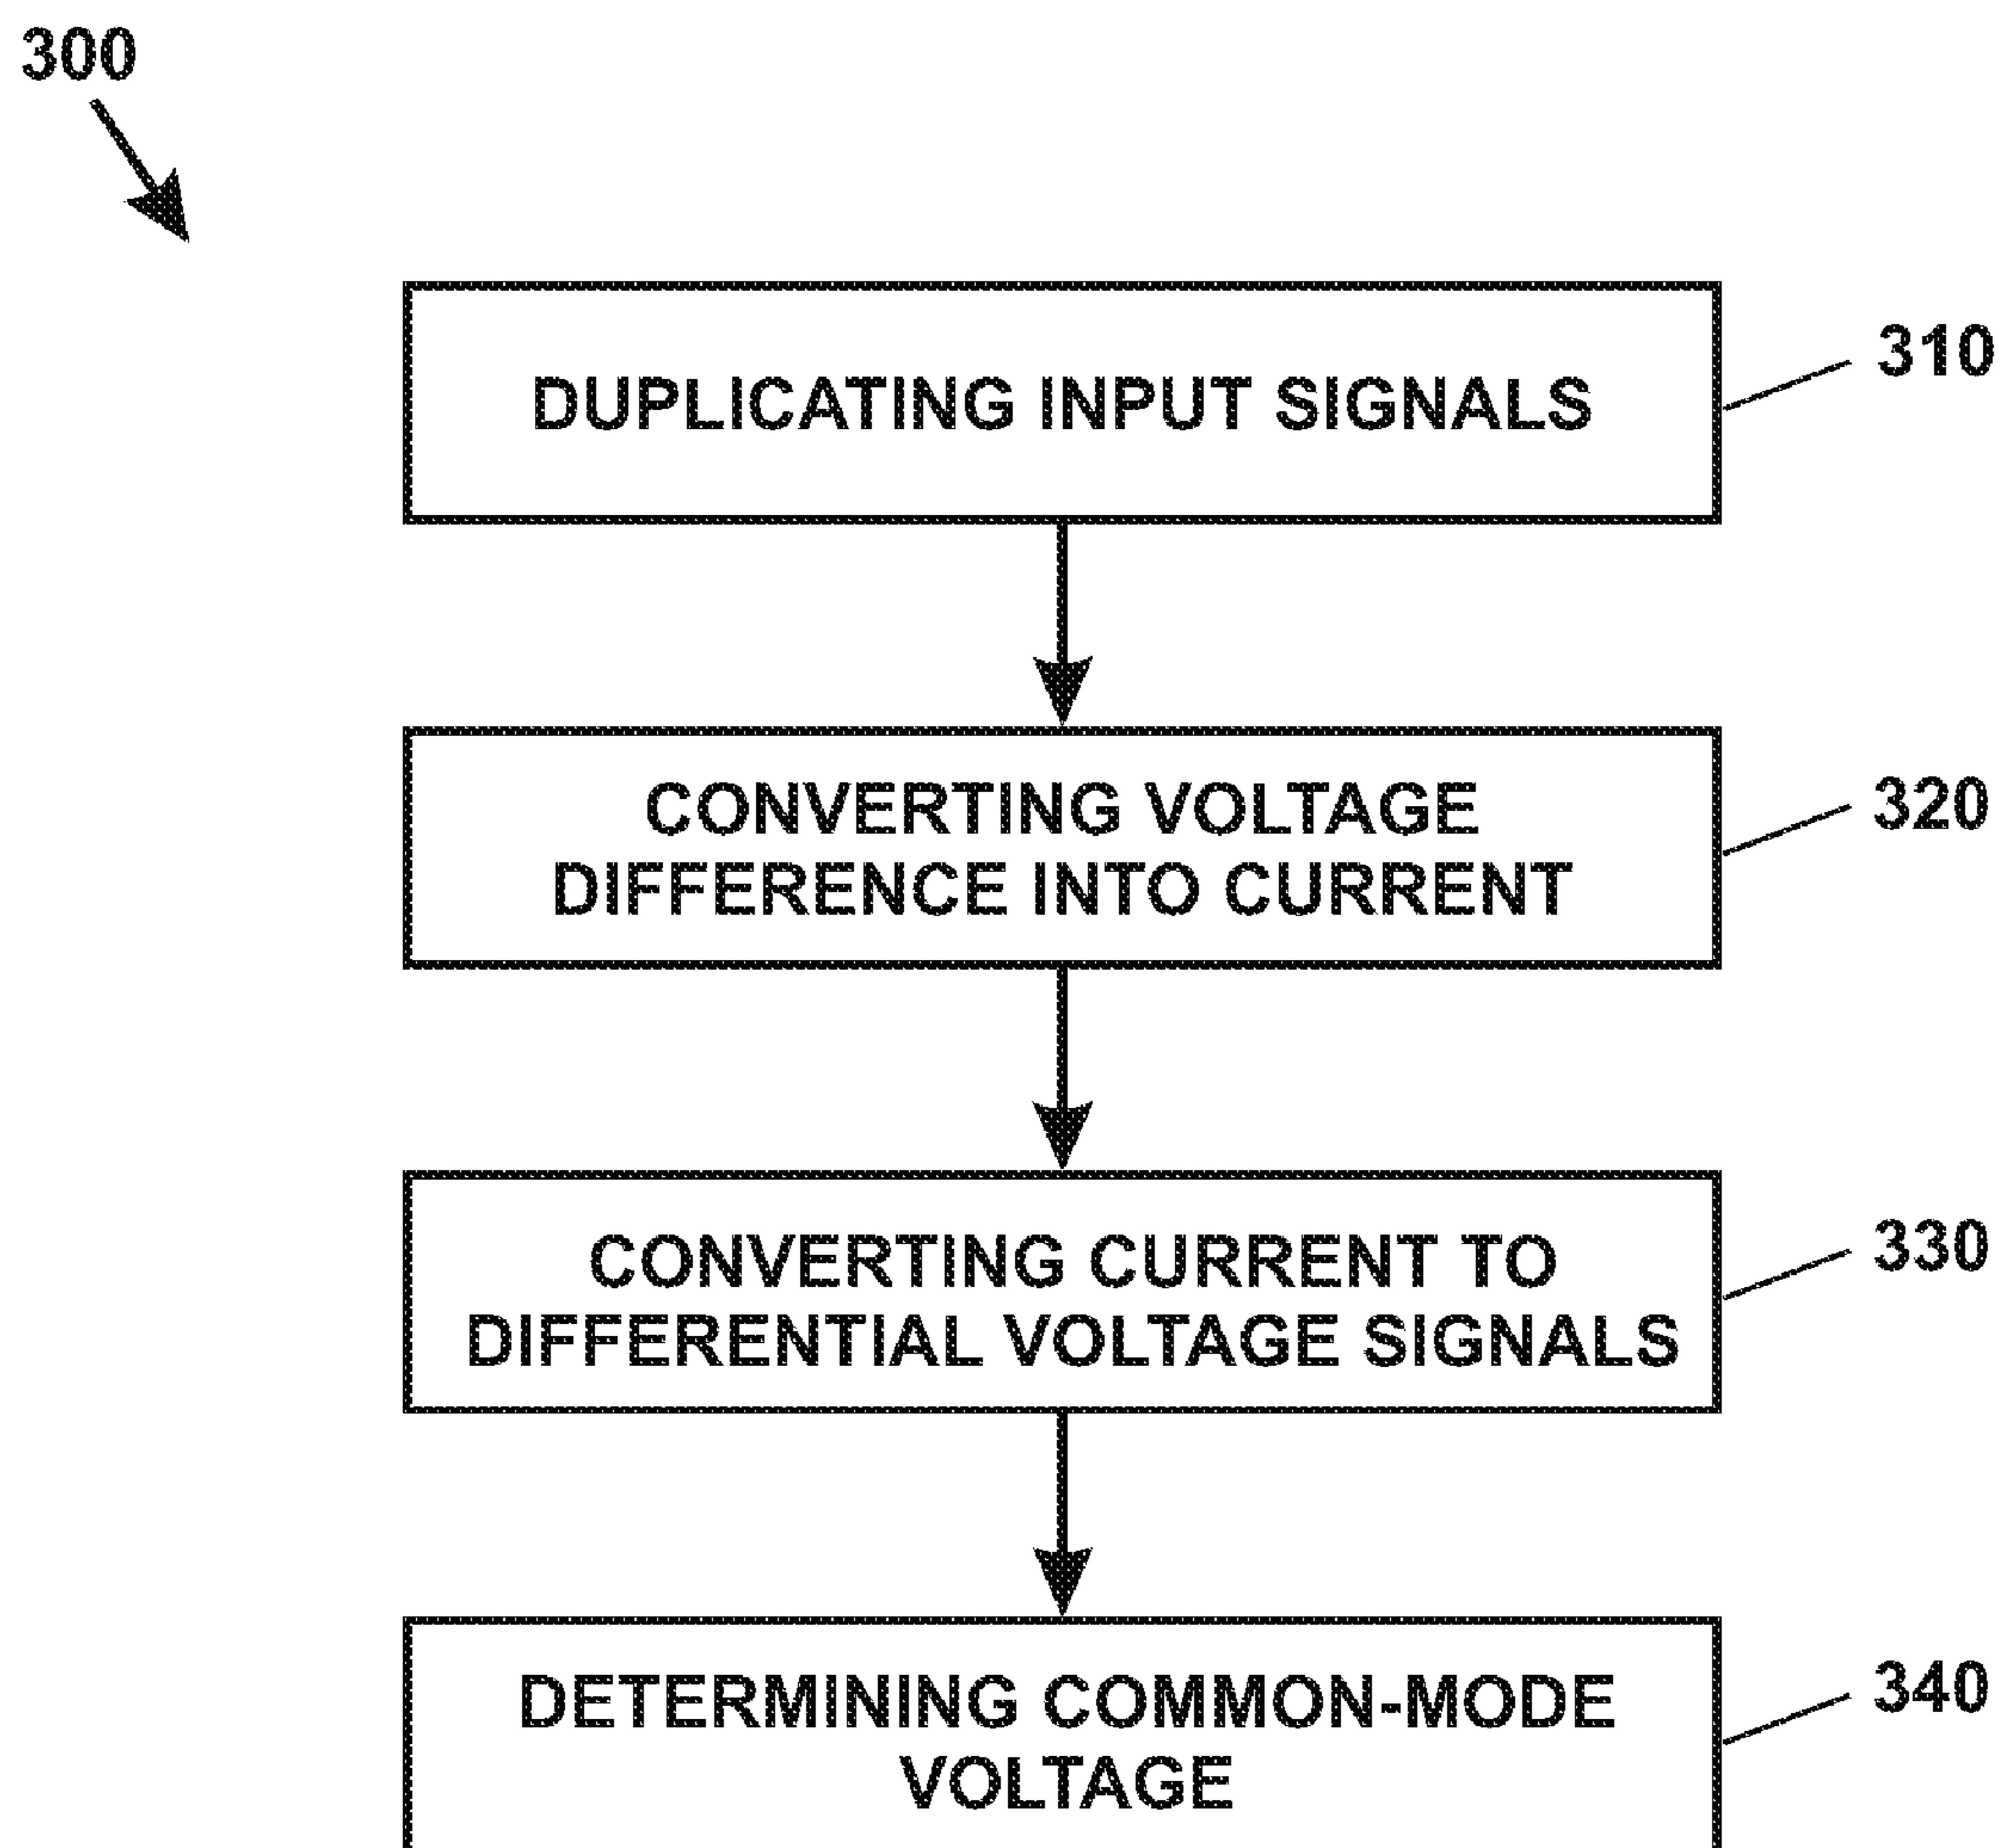 300
DUPLICATING INPUT SIGNALS
310
CONVERTING VOLTAGE
DIFFERENCE INTO CURRENT
320
CONVERTING CURRENT TO
DIFFERENTIAL VOLTAGE SIGNALS
330
DETERMINING COMMON-MODE
VOLTAGE
340